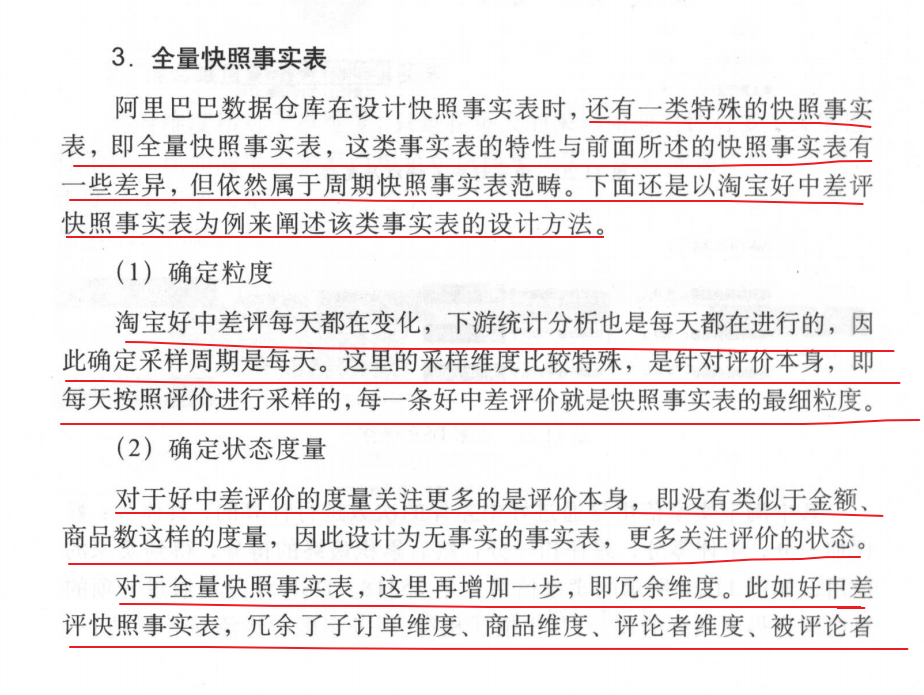 3．全量快照事实表
阿里巴巴数据仓库在设计快照事实表时，还有一类特殊的快照事实
表，即全量快照事实表，这类事实表的特性与前面所述的快照事实表有
一些差异，但依然属于周期快照事实表范畴。下面还是以淘宝好中差评
快照事实表为例来阐述该类事实表的设计方法。
（1）确定粒度
淘宝好中差评每天都在变化，下游统计分析也是每天都在进行的，因
此确定采样周期是每天。这里的采样维度比较特殊，是针对评价本身，即
每天按照评价进行采样的，每一条好中差评价就是快照事实表的最细粒度。
（2）确定状态度量
对于好中差评价的度量关注更多的是评价本身，即没有类似于金额、
商品数这样的度量，因此设计为无事实的事实表，更多关注评价的状态。
对于全量快照事实表，这里再增加一步，即冗余维度。此如好中差
评快照事实表，冗余了子订单维度、商品维度、评论者维度、被评论者